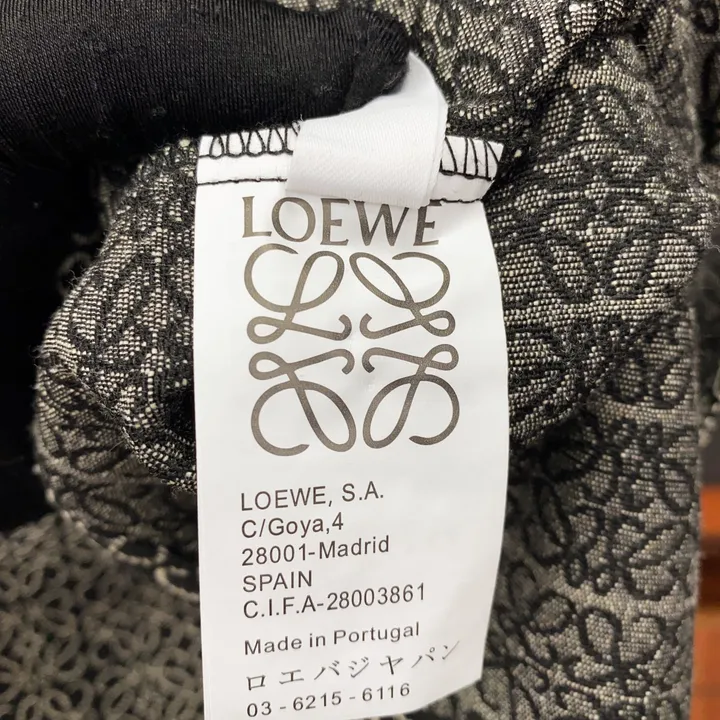 LOEWE
LOEWE, S.A.
C/Goya,4
28001-Madrid
SPAIN
C.I.F.A-28003861
Made in Portugal
ロエバジヤパン
03-6215-6116